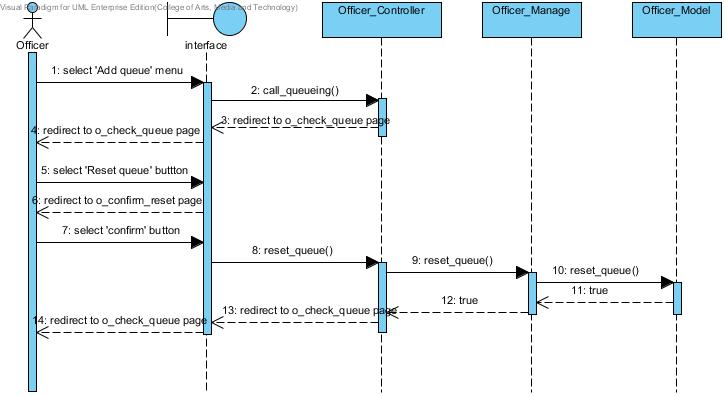 Visual Paradigm for UML Enterprise Edition(College of Arts, Media and Technology)
Officer
interface
Officer_Controller
Officer_Manage
Officer_Model
1: select 'Add queue' menu
2: call_queueing()
3: redirect to o_check_queue page
4: redirect to o_check_queue page
5: select 'Reset queue' buttton
6: redirect to o_confirm_reset page
7: select 'confirm' button
8: reset_queue()
9: reset_queue()
10: reset_queue()
11: true
12: true
13: redirect to o_check_queue page
14: redirect to o_check_queue page